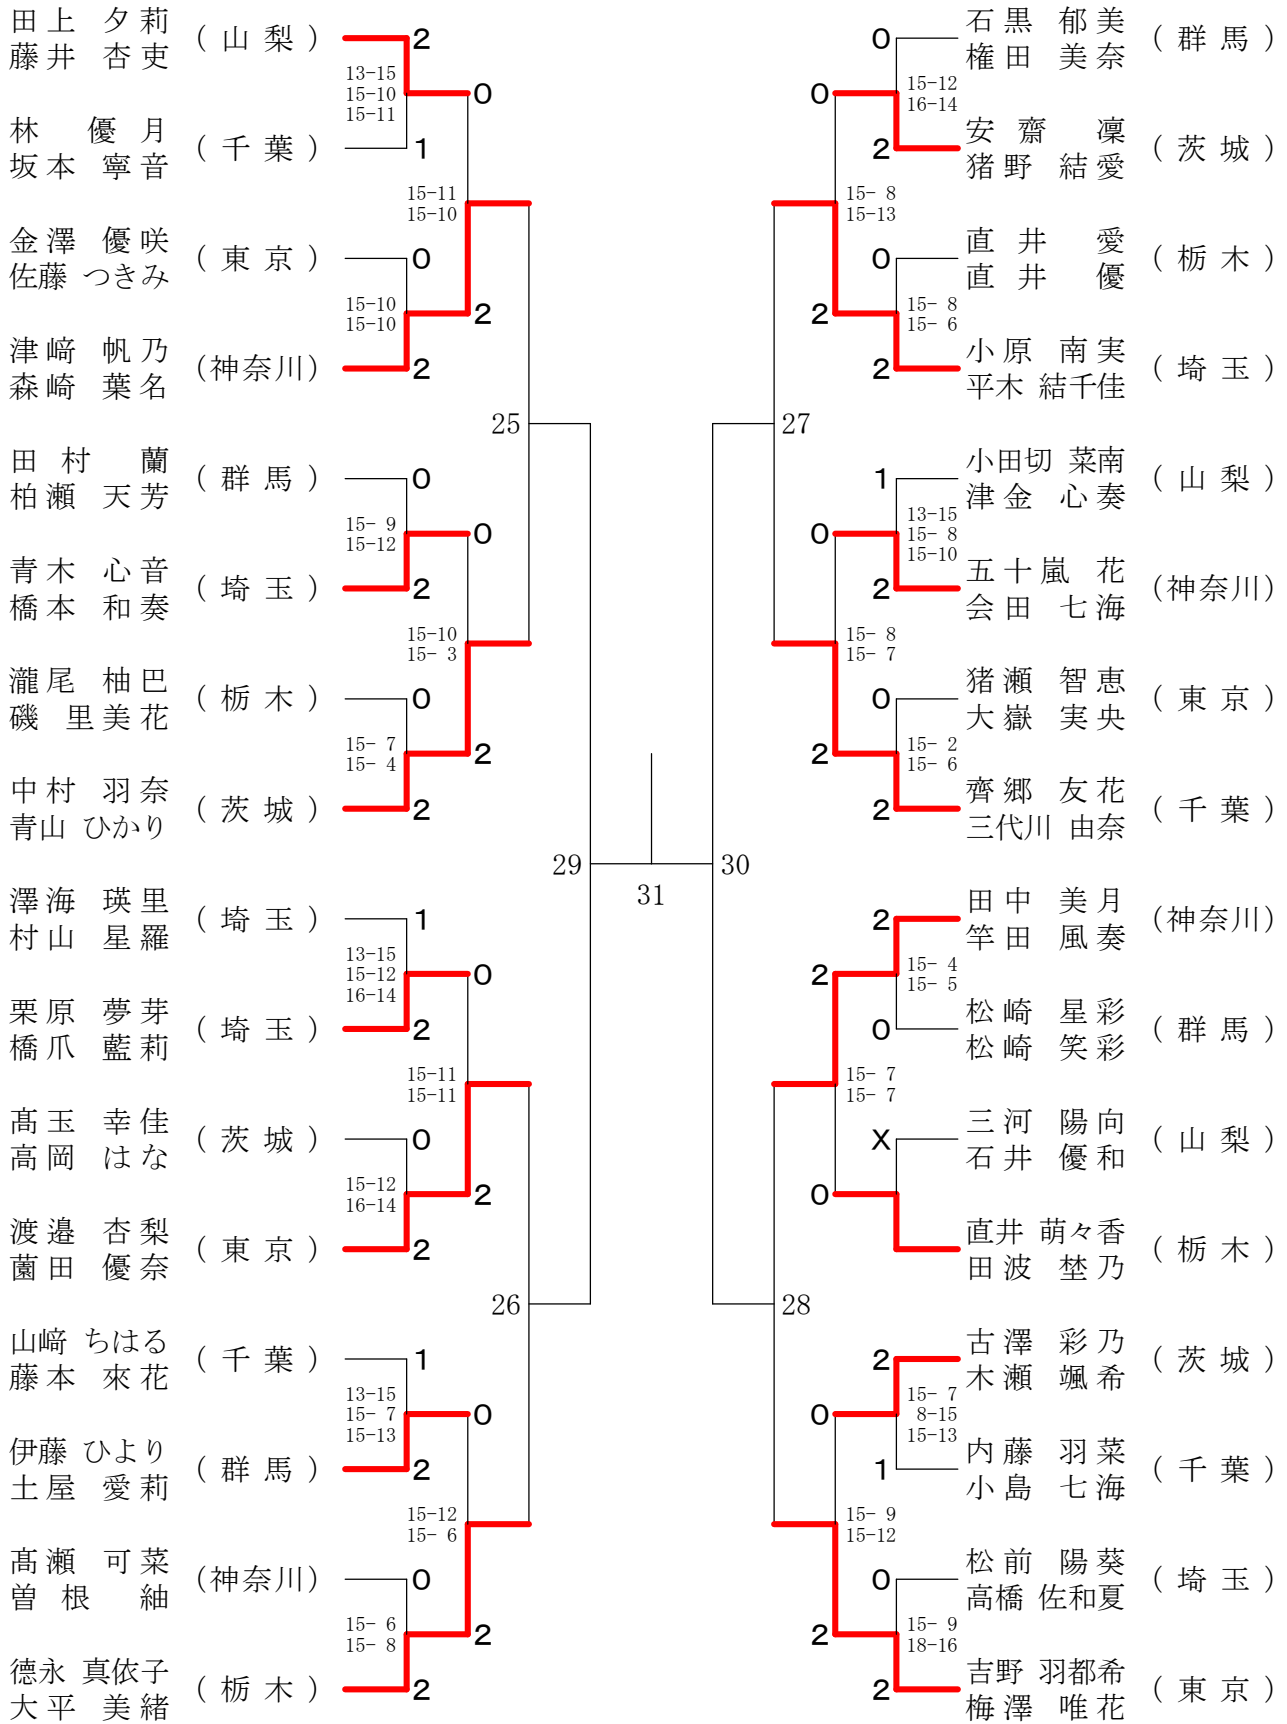 田上 夕莉
藤井 杏吏
(山梨)
2
13-15
15-10
15-11
0
林 優月
坂本 寧音
(千葉)
1
15-11
15-10
金澤 優咲
佐藤 つきみ
(東京)
0
15-10
15-10
2
津﨑 帆乃
森崎 葉名
(神奈川)
2
25
田村 蘭
柏瀬 天芳
(群馬)
0
15- 9
15-12
0
青木 心音
橋本 和奏
(埼玉)
2
15-10
15- 3
瀧尾 柚巴
磯 里美花
(栃木)
0
15- 7
15- 4
2
中村 羽奈
青山 ひかり
(茨城)
2
29
澤海 瑛里
村山 星羅
(埼玉)
1
13-15
15-12
16-14
0
栗原 夢芽
橋爪 藍莉
(埼玉)
2
15-11
15-11
髙玉 幸佳
高岡 はな
(茨城)
0
15-12
16-14
2
渡邉 杏梨
薗田 優奈
(東京)
2
26
山﨑 ちはる
藤本 來花
(千葉)
1
13-15
15- 7
15-13
0
伊藤 ひより
土屋 愛莉
(群馬)
2
15-12
15- 6
髙瀬 可菜
曽根 紬
(神奈川)
0
15- 6
15- 8
2
德永 真依子
大平 美緒
(栃木)
2
31
石黒 郁美
権田 美奈
(群馬)
0
15-12
16-14
0
安齋 凜
猪野 結愛
(茨城)
2
15- 8
15-13
直井 愛
直井 優
(栃木)
0
15- 8
15- 6
2
小原 南実
平木 結千佳
(埼玉)
2
27
小田切 菜南
津金 心奏
(山梨)
1
13-15
15- 8
15-10
0
五十嵐 花
会田 七海
(神奈川)
2
15- 8
15- 7
猪瀬 智恵
大嶽 実央
(東京)
0
15- 2
15- 6
2
齊郷 友花
三代川 由奈
(千葉)
2
30
田中 美月
竿田 風奏
(神奈川)
2
15- 4
15- 5
2
松崎 星彩
松崎 笑彩
(群馬)
0
15- 7
15- 7
三河 陽向
石井 優和
(山梨)
X
0
直井 萌々香
田波 埜乃
(栃木)
28
古澤 彩乃
木瀬 颯希
(茨城)
2
15- 7
8-15
15-13
0
内藤 羽菜
小島 七海
(千葉)
1
15- 9
15-12
松前 陽葵
高橋 佐和夏
(埼玉)
0
15- 9
18-16
2
吉野 羽都希
梅澤 唯花
(東京)
2